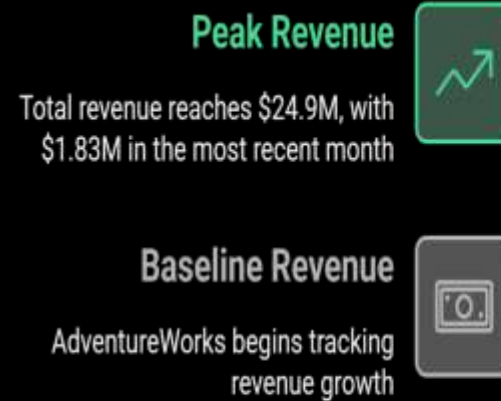 Peak Revenue
Total revenue reaches $24.9M, with
$1.83M in the most recent month
Baseline Revenue
AdventureWorks begins tracking
revenue growth